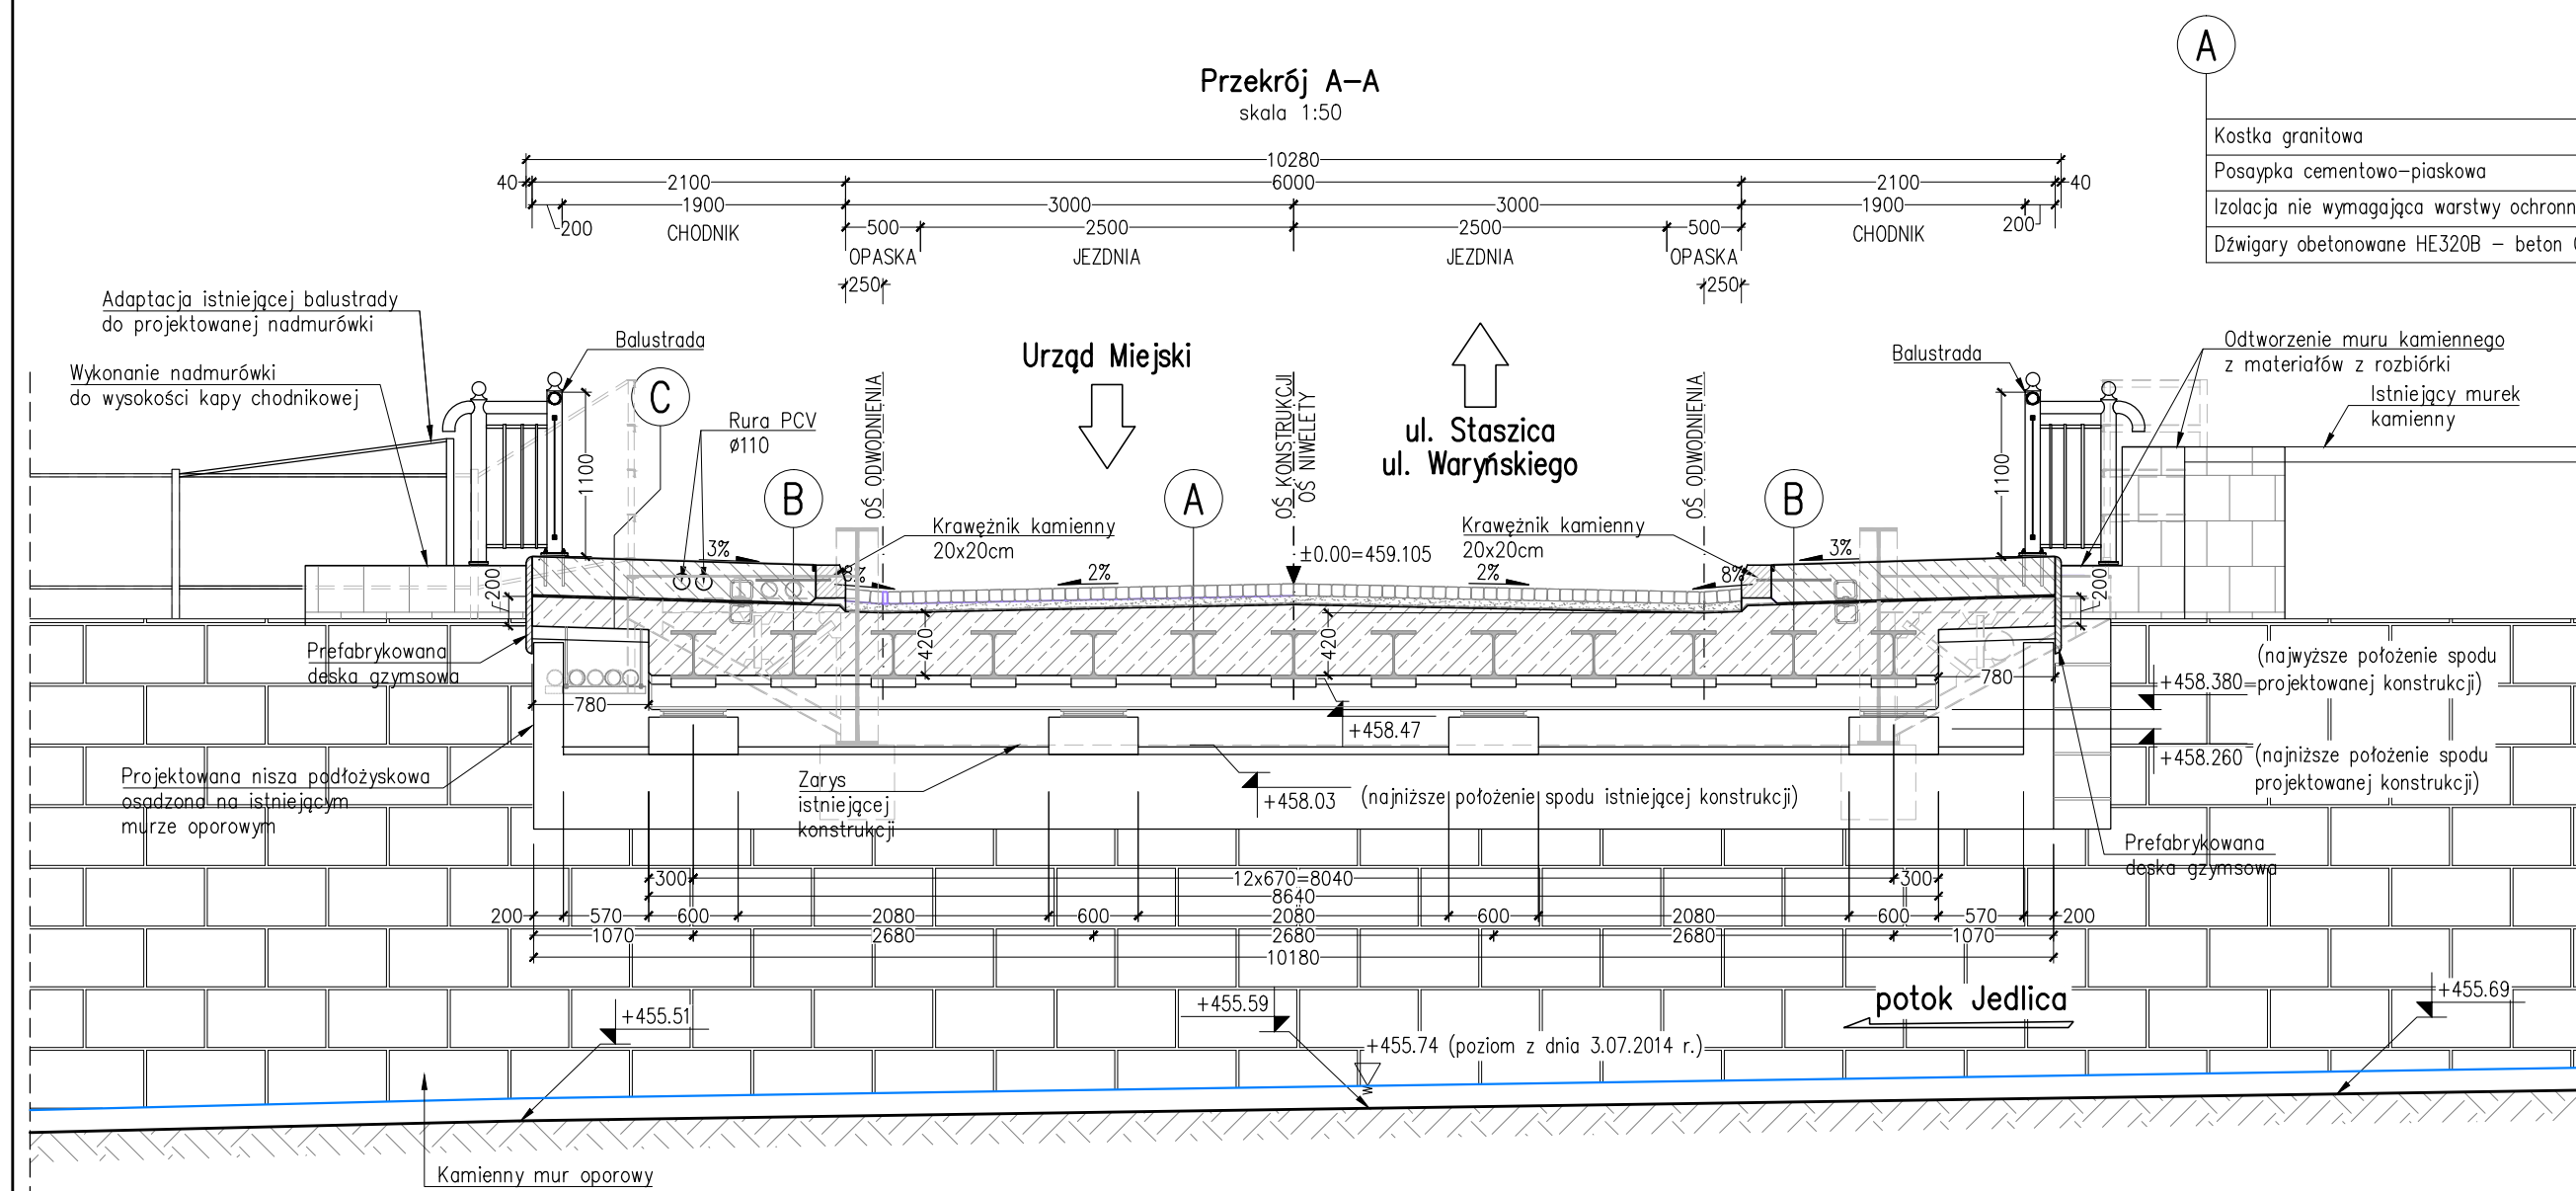 Przekrój A-A
skala 1:50
A
Kostka granitowa
Posaypka cementowo-piaskowa
Izolacja nie wymagająca warstwy ochronn
Dźwigary obetonowane HE320B - beton
10280
40 2100 6000 2100 40
1900 3000 3000 1900
200 500 2500 2500 500 200
CHODNIK CHODNIK
OPASKA JEZDNIA JEZDNIA OPASKA
250 250
Adaptacja istniejącej balustrady
do projektowanej nadmurówki
Wykonanie nadmurówki
do wysokości kapy chodnikowej
Balustrada
C
Rura PCV
ø110
1100
B
OŚ ODWODNIENIA
Urząd Miejski
A
OŚ KONSTRUKCJI
OŚ NIWELETY
ul. Staszica
ul. Waryńskiego
OŚ ODWODNIENIA
B
Balustrada
1100
Odtworzenie muru kamiennego
z materiałów z rozbiórki
Istniejący murek
kamienny
Krawężnik kamienny
20x20cm
Krawężnik kamienny
20x20cm
±0.00=459.105
3% 2% 2% 8% 3%
200 200
420 420
Prefabrykowana
deska gzymsowa
780 780
(najwyższe położenie spodu
+458.380 projektowanej konstrukcji)
+458.47
+458.260 (najniższe położenie spodu
projektowanej konstrukcji)
Projektowana nisza podłożyskowa
osadzona na istniejącym
murze oporowym
Zarys
istniejącej
konstrukcji
+458.03 (najniższe położenie spodu istniejącej konstrukcji)
Prefabrykowana
deska gzymsowa
300 12x670=8040 300
8640
200 570 600 2080 600 2080 600 2080 600 570 200
1070 2680 2680 2680 1070
10180
potok Jedlica
+455.51
+455.59
+455.69
+455.74 (poziom z dnia 3.07.2014 r.)
Kamienny mur oporowy